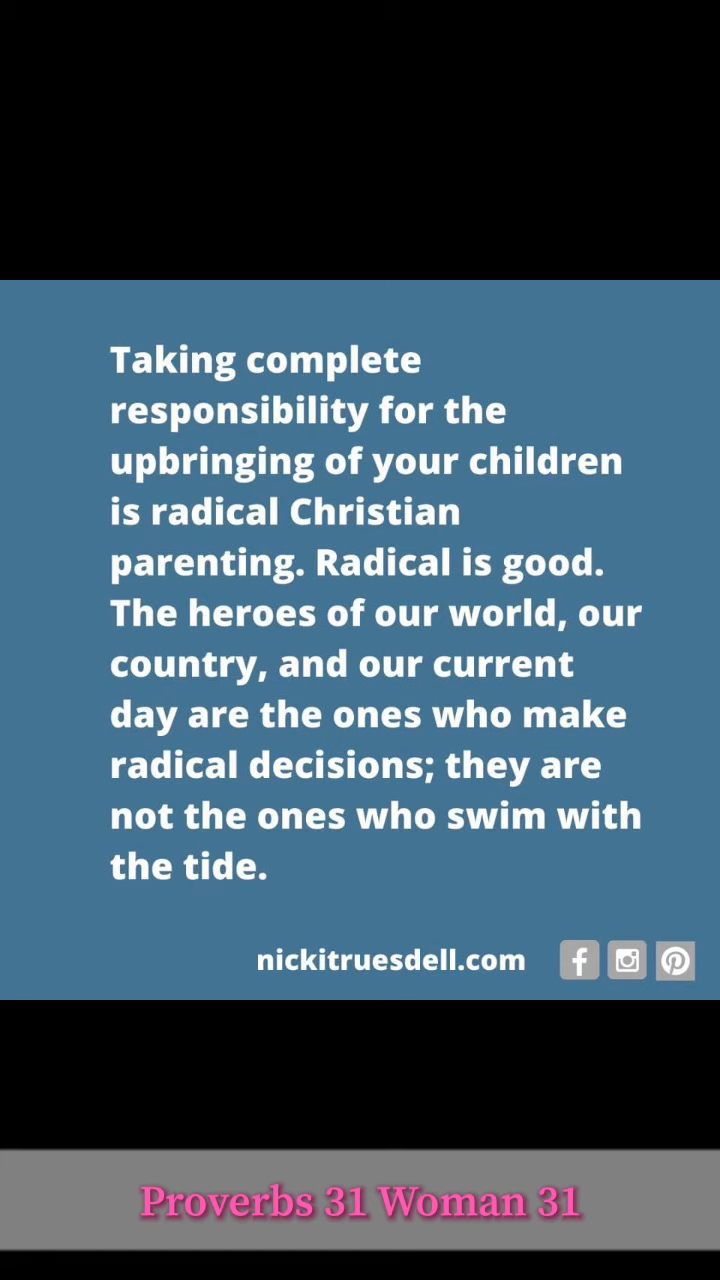 Taking complete
responsibility for the
upbringing of your children
is radical Christian
parenting. Radical is good.
The heroes of our world, our
country, and our current
day are the ones who make
radical decisions; they are
not the ones who swim with
the tide.
nickitruesdell.com
Proverbs 31 Woman 31